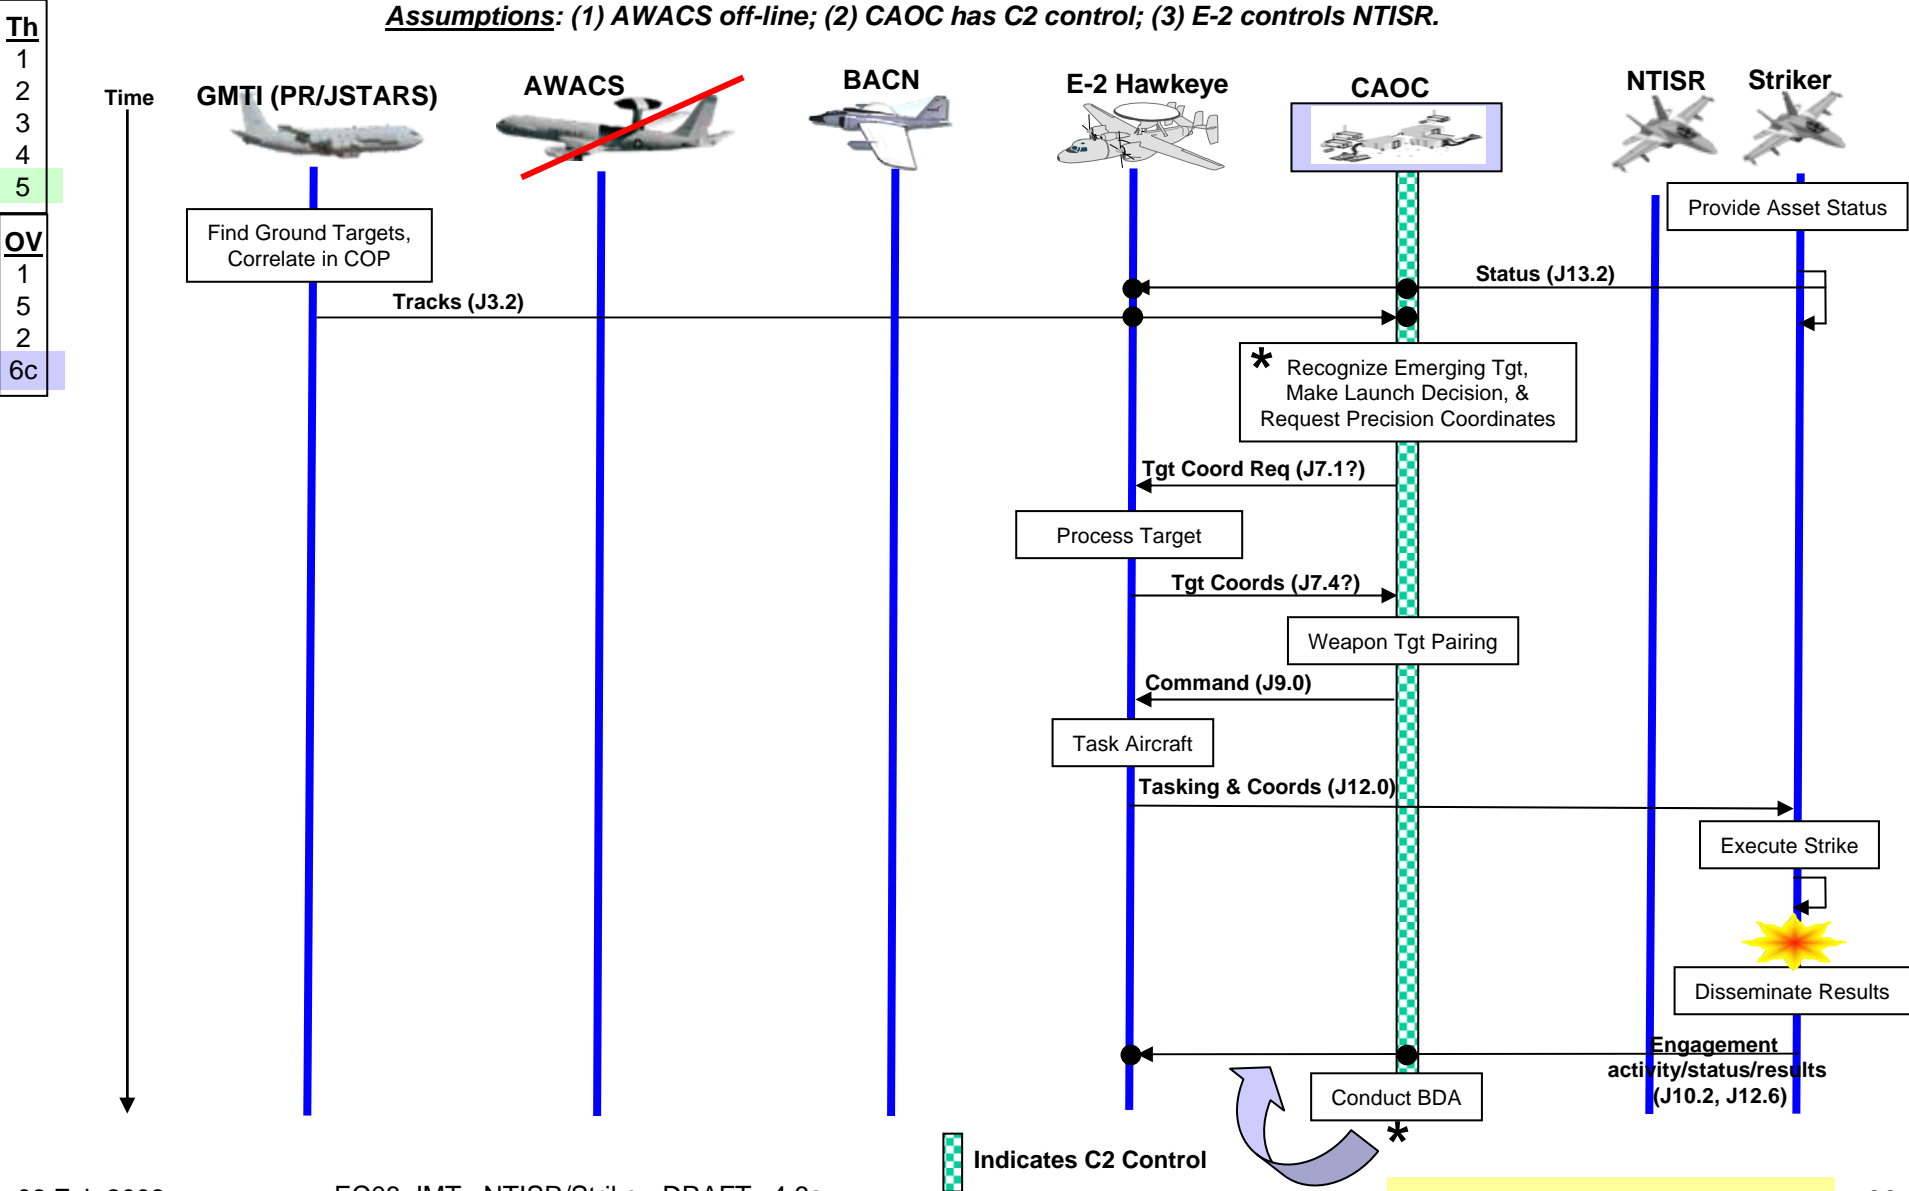 Assumptions: (1) AWACS off-line; (2) CAOC has C2 control; (3) E-2 controls NTISR.
Th
1
2
3
4
5
OV
1
5
2
6c
Time
GMTI (PR/JSTARS)
AWACS
BACN
E-2 Hawkeye
CAOC
NTISR
Striker
Provide Asset Status
Find Ground Targets,
Correlate in COP
Status (J13.2)
Tracks (J3.2)
* Recognize Emerging Tgt,
Make Launch Decision, &
Request Precision Coordinates
Tgt Coord Req (J7.1?)
Process Target
Tgt Coords (J7.4?)
Weapon Tgt Pairing
Command (J9.0)
Task Aircraft
Tasking & Coords (J12.0)
Execute Strike
Disseminate Results
Engagement
activity/status/results
(J10.2, J12.6)
Conduct BDA
*
Indicates C2 Control